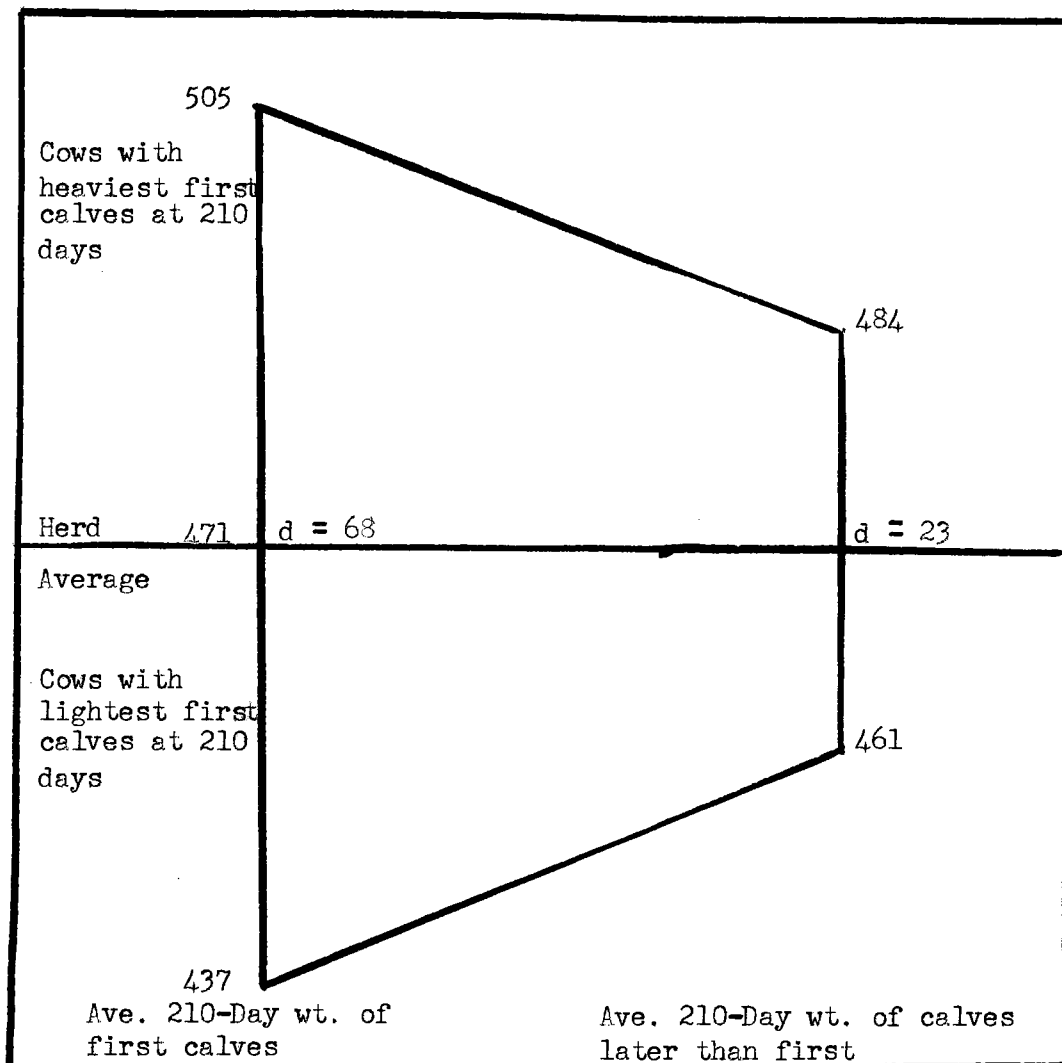 505
Cows with
heaviest first
calves at 210
days
484
Herd 471 d = 68 d = 23
Average
Cows with
lightest first
calves at 210
days
461
437
Ave. 210-Day wt. of
first calves
Ave. 210-Day wt. of calves
later than first